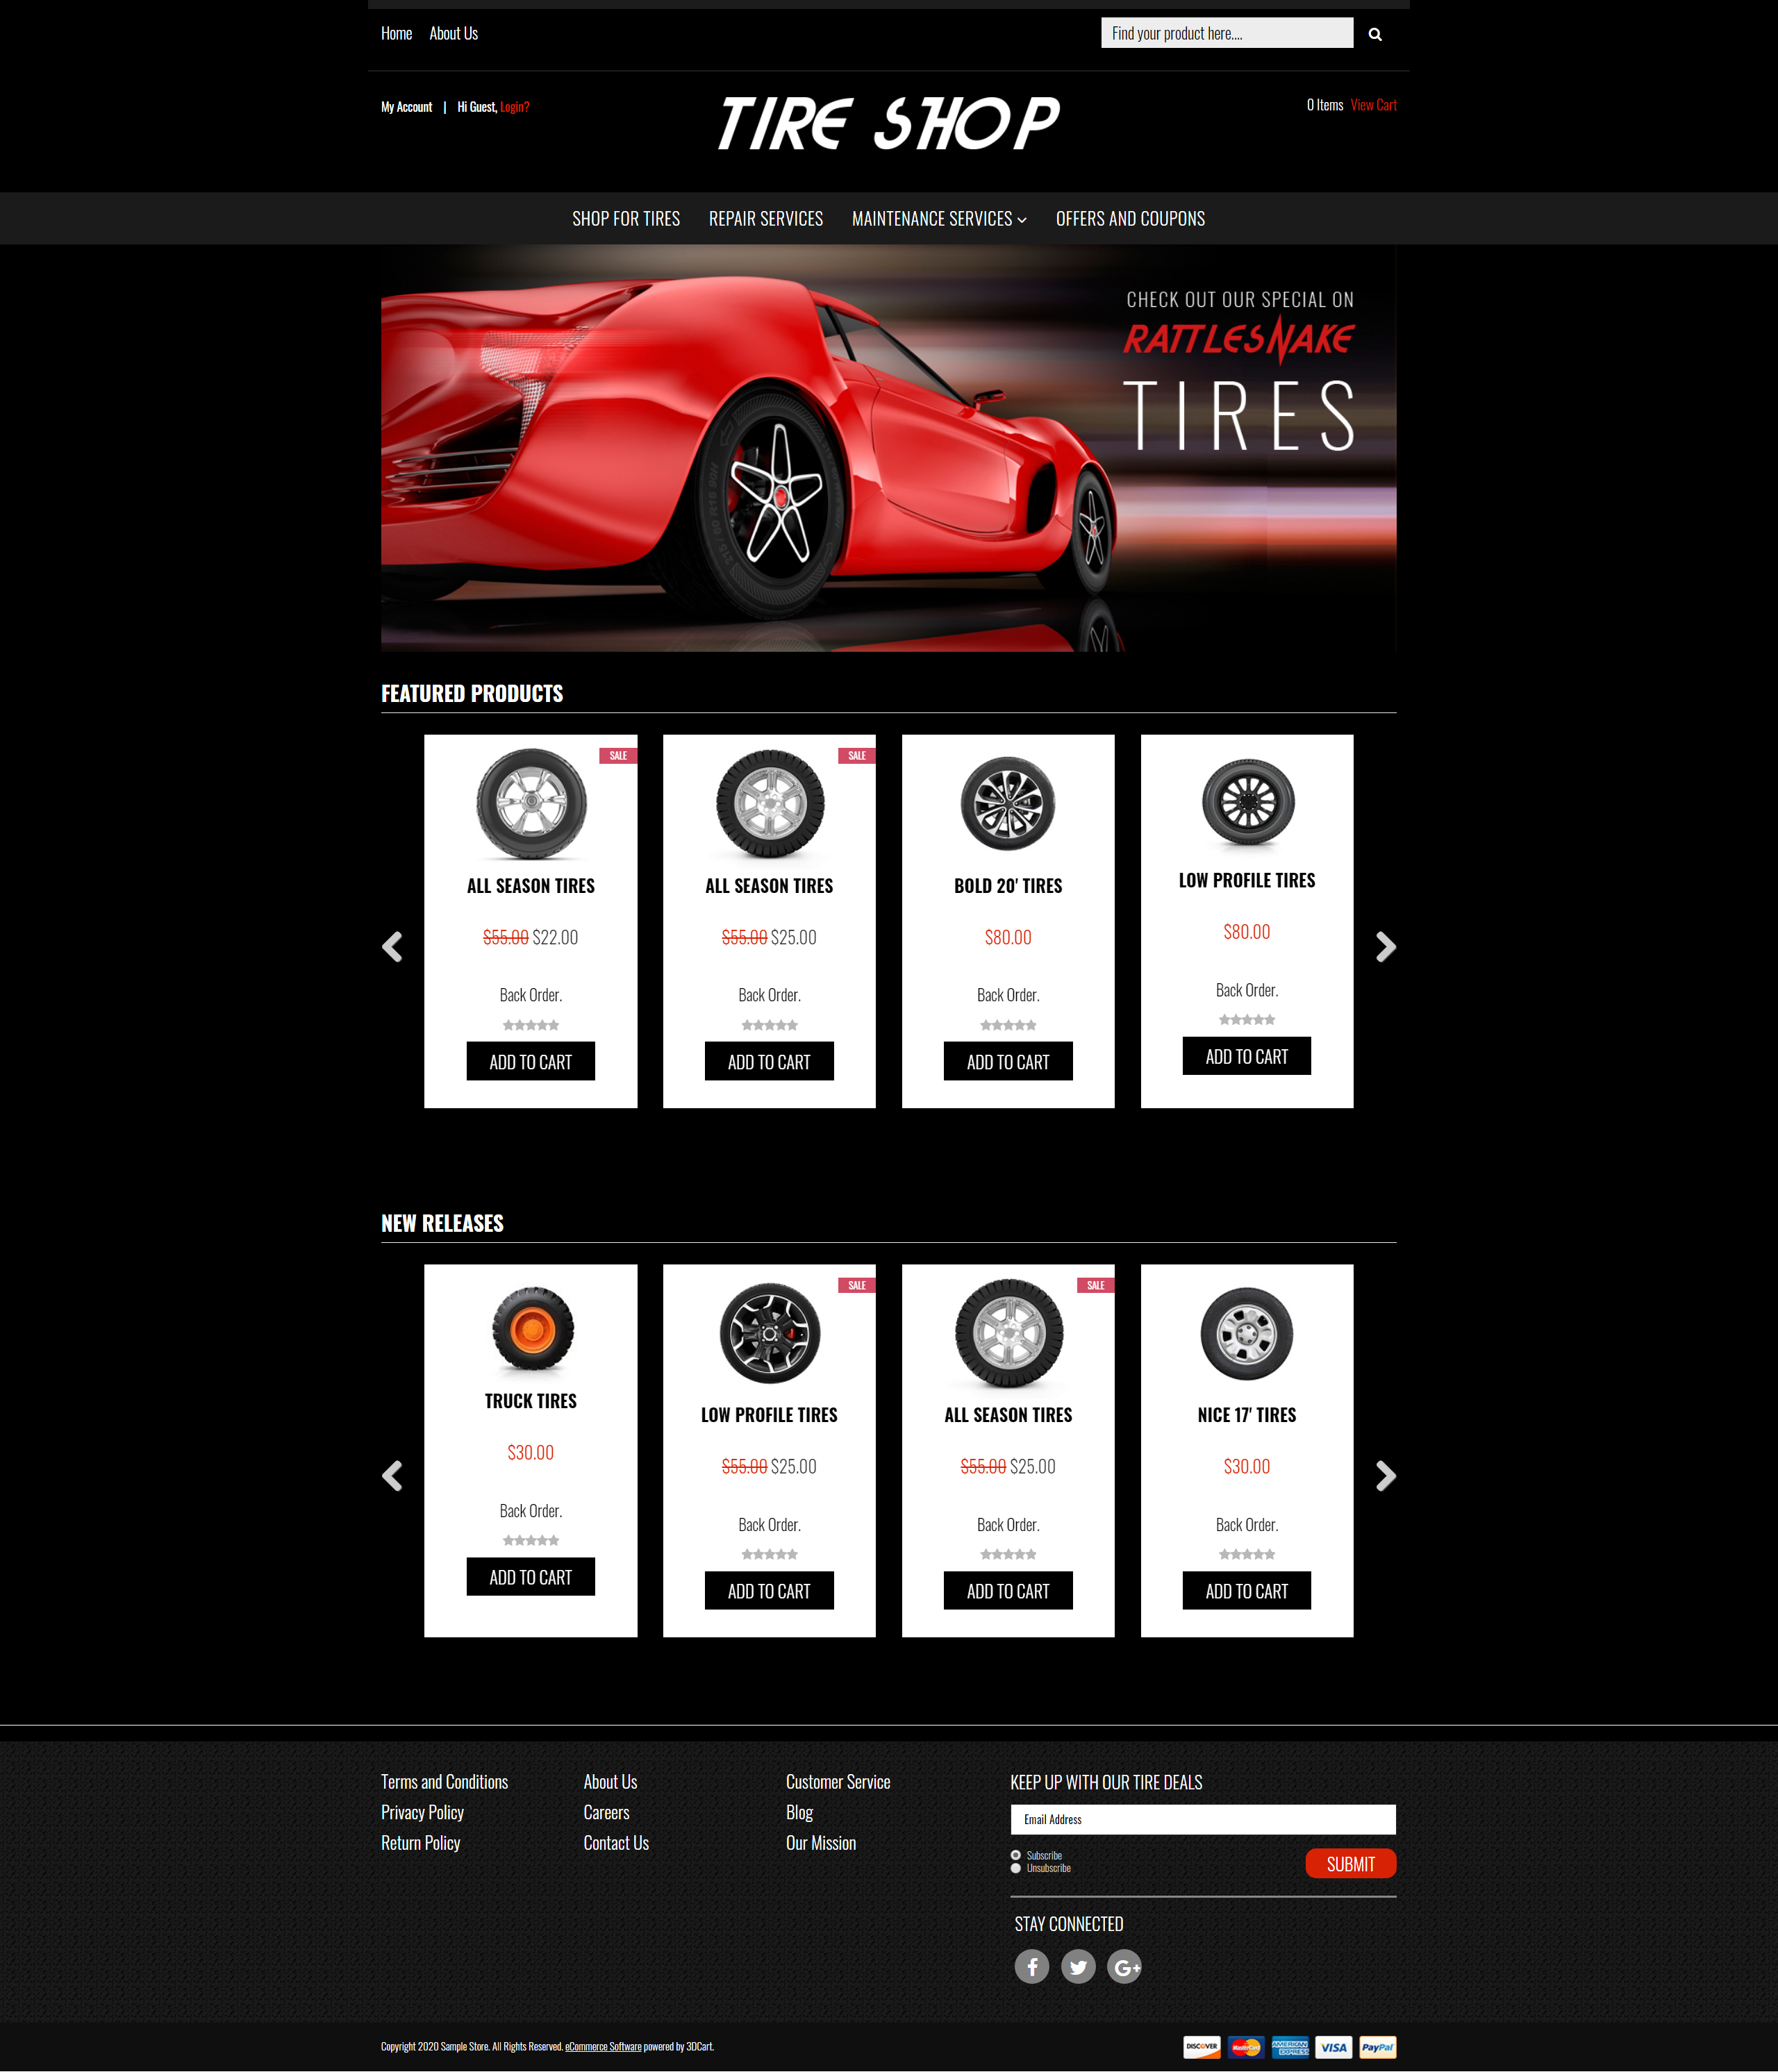 Home About Us Find your product here....
My Account | Hi Guest, Login? TIRE SHOP 0 Items View Cart
SHOP FOR TIRES REPAIR SERVICES MAINTENANCE SERVICES OFFERS AND COUPONS
CHECK OUT OUR SPECIAL ON
RATTLESNAKE
TIRES
215 / 60 R15 90H
FEATURED PRODUCTS
SALE SALE
ALL SEASON TIRES ALL SEASON TIRES BOLD 20' TIRES LOW PROFILE TIRES
$55.00 $22.00 $55.00 $25.00 $80.00 $80.00
Back Order. Back Order. Back Order. Back Order.
ADD TO CART ADD TO CART ADD TO CART ADD TO CART
NEW RELEASES
SALE SALE
TRUCK TIRES LOW PROFILE TIRES ALL SEASON TIRES NICE 17' TIRES
$30.00 $55.00 $25.00 $55.00 $25.00 $30.00
Back Order. Back Order. Back Order. Back Order.
ADD TO CART ADD TO CART ADD TO CART ADD TO CART
Terms and Conditions About Us Customer Service
Privacy Policy Careers Blog
Return Policy Contact Us Our Mission
KEEP UP WITH OUR TIRE DEALS
Email Address
Subscribe
Unsubscribe
SUBMIT
STAY CONNECTED
f G+
Copyright 2020 Sample Store. All Rights Reserved. eCommerce Software powered by 3DCart.
DISCOVER MasterCard AMERICAN EXPRESS VISA PayPal